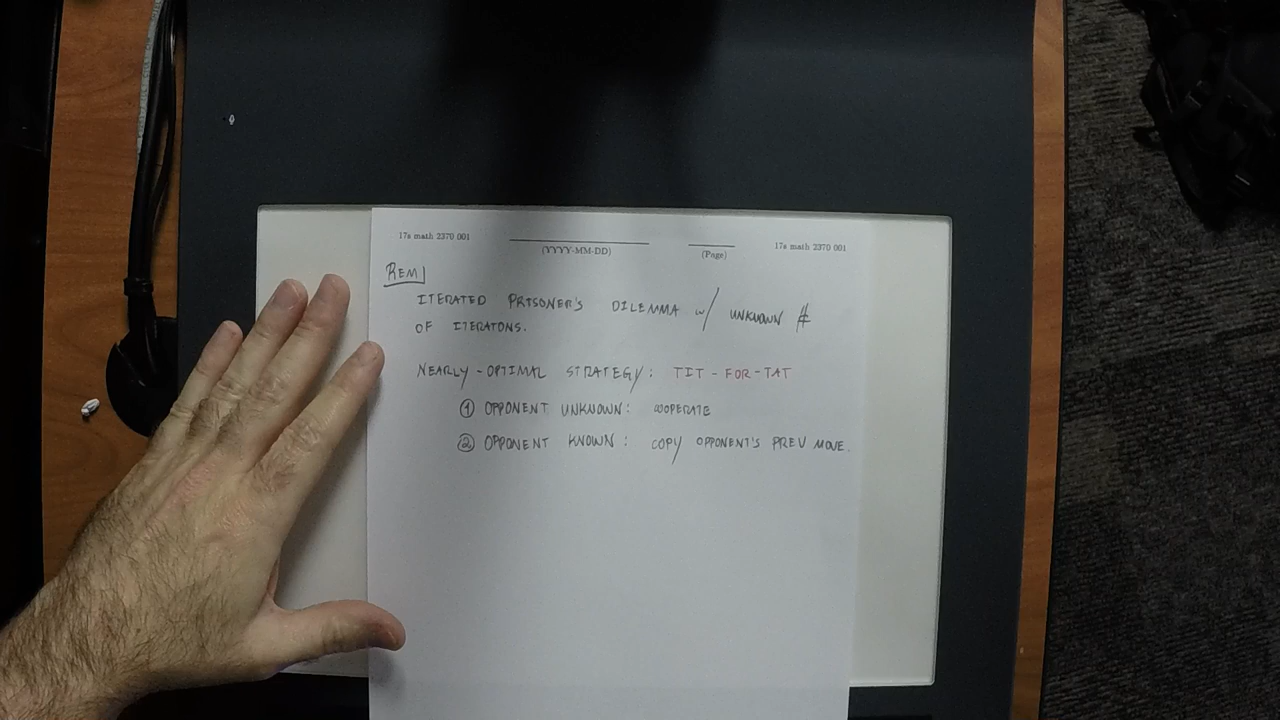 17s math 2370 001 (YYYY-MM-DD) (Page) 17s math 2370 001
REM
ITERATED PRISONER'S DILEMMA w/ UNKNOWN #
OF ITERATONS.
NEARLY-OPTIMAL STRATEGY: TIT-FOR-TAT
① OPPONENT UNKNOWN: COOPERATE
② OPPONENT KNOWN: COPY OPPONENT'S PREV MOVE.